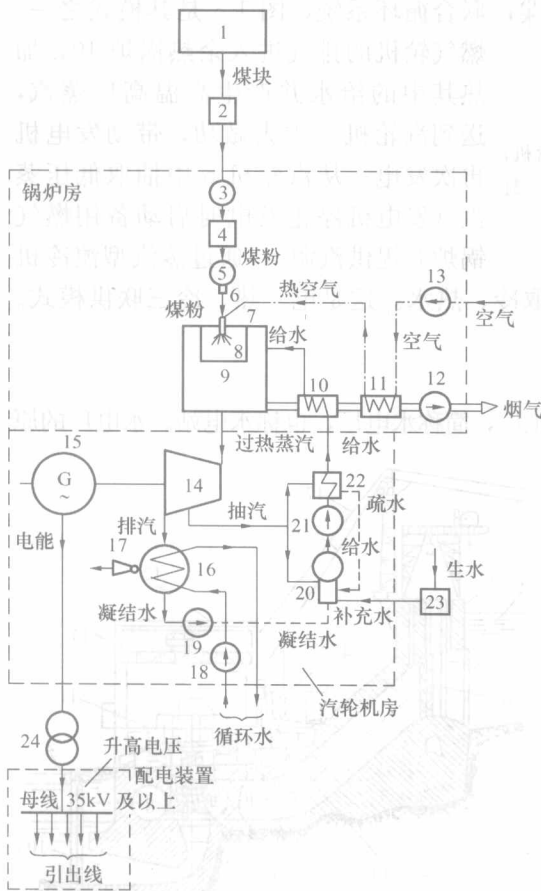 1
煤块
2
锅炉房
3
4
煤粉
5
6
热空气
13
煤粉
7
空气
给水
空气
8
9
10
11
12
烟气
过热蒸汽
给水
15
G
~
14
22
抽汽
疏水
电能
排汽
21
17
给水
生水
16
20
23
凝结水
补充水
19
凝结水
18
汽轮机房
循环水
24
升高电压
配电装置
母线 35kV 及以上
引出线